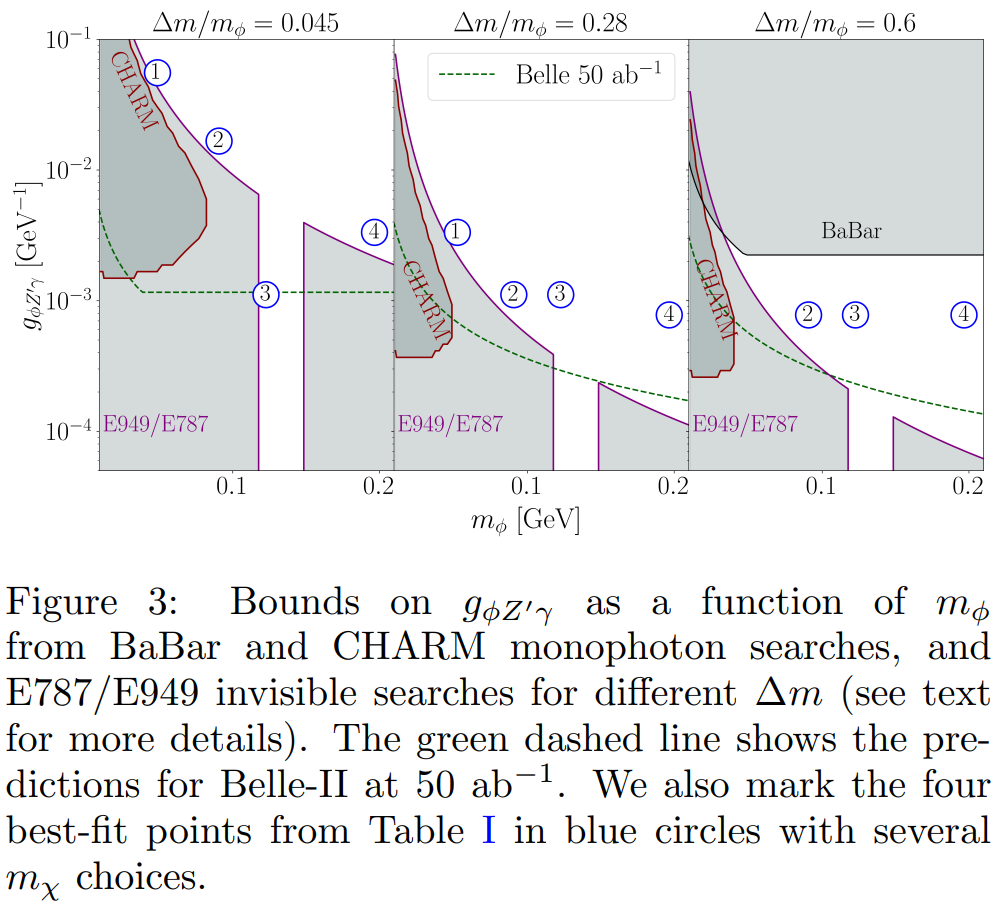 Δm/m_ϕ = 0.045 Δm/m_ϕ = 0.28 Δm/m_ϕ = 0.6
10⁻¹
10⁻²
10⁻³
10⁻⁴
g_ϕZ′γ [GeV⁻¹]
CHARM
1
2
3
4
E949/E787
Belle 50 ab⁻¹
CHARM
1
2
3
4
E949/E787
BaBar
CHARM
2
3
4
E949/E787
0.1 0.2 0.1 0.2 0.1 0.2
m_ϕ [GeV]
Figure 3: Bounds on g_ϕZ′γ as a function of m_ϕ
from BaBar and CHARM monophoton searches, and
E787/E949 invisible searches for different Δm (see text
for more details). The green dashed line shows the pre-
dictions for Belle-II at 50 ab⁻¹. We also mark the four
best-fit points from Table I in blue circles with several
m_χ choices.